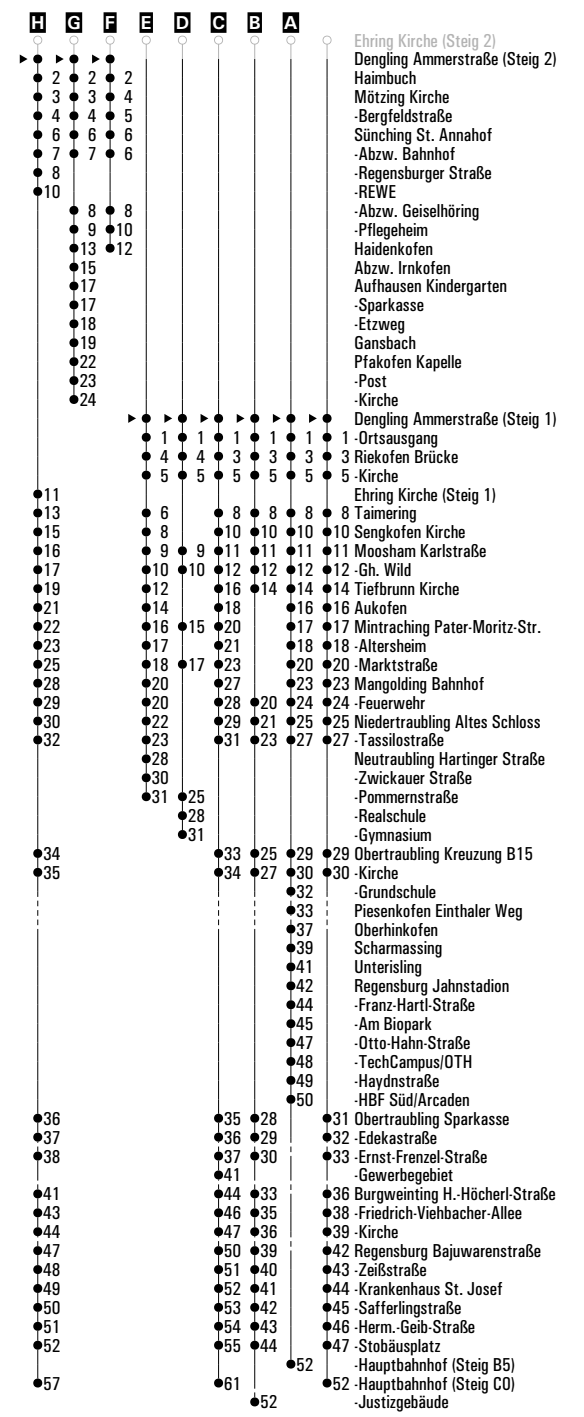 H G F E D C B A
Ehring Kirche (Steig 2)
Dengling Ammerstraße (Steig 2)
2 2 2 Haimbuch
3 3 4 Mötzing Kirche
4 4 5 -Bergfeldstraße
6 6 6 Sünching St. Annahof
7 7 6 -Abzw. Bahnhof
8 -Regensburger Straße
10 -REWE
8 8 -Abzw. Geiselhöring
9 10 -Pflegeheim
13 12 Haidenkofen
15 Abzw. Irnkofen
17 Aufhausen Kindergarten
17 -Sparkasse
18 -Etzweg
19 Gansbach
22 Pfakofen Kapelle
23 -Post
24 -Kirche
Dengling Ammerstraße (Steig 1)
1 1 1 1 1 1 -Ortsausgang
4 4 3 3 3 3 Riekofen Brücke
5 5 5 5 5 5 -Kirche
11 Ehring Kirche (Steig 1)
13 6 8 8 8 8 Taimering
15 8 10 10 10 10 Sengkofen Kirche
16 9 9 11 11 11 11 Moosham Karlstraße
17 10 10 12 12 12 12 -Gh. Wild
19 12 16 14 14 14 Tiefbrunn Kirche
21 14 18 16 16 Aukofen
22 16 15 20 17 17 Mintraching Pater-Moritz-Str.
23 17 21 18 18 -Altersheim
25 18 17 23 20 20 -Marktstraße
28 20 27 23 23 Mangolding Bahnhof
29 20 28 20 24 24 -Feuerwehr
30 22 29 21 25 25 Niedertraubling Altes Schloss
32 23 31 23 27 27 -Tassilostraße
28 Neutraubling Hartinger Straße
30 -Zwickauer Straße
31 25 -Pommernstraße
28 -Realschule
31 -Gymnasium
34 33 25 29 29 Obertraubling Kreuzung B15
35 34 27 30 30 -Kirche
32 -Grundschule
33 Piesenkofen Einthaler Weg
37 Oberhinkofen
39 Scharmassing
41 Unterisling
42 Regensburg Jahnstadion
44 -Franz-Hartl-Straße
45 -Am Biopark
47 -Otto-Hahn-Straße
48 -TechCampus/OTH
49 -Haydnstraße
50 -HBF Süd/Arcaden
36 35 28 31 Obertraubling Sparkasse
37 36 29 32 -Edekastraße
38 37 30 33 -Ernst-Frenzel-Straße
41 -Gewerbegebiet
41 44 33 36 Burgweinting H.-Höcherl-Straße
43 46 35 38 -Friedrich-Viehbacher-Allee
44 47 36 39 -Kirche
47 50 39 42 Regensburg Bajuwarenstraße
48 51 40 43 -Zeißstraße
49 52 41 44 -Krankenhaus St. Josef
50 53 42 45 -Safferlingstraße
51 54 43 46 -Herm.-Geib-Straße
52 55 44 47 -Stobäusplatz
52 -Hauptbahnhof (Steig B5)
57 61 52 -Hauptbahnhof (Steig C0)
52 -Justizgebäude